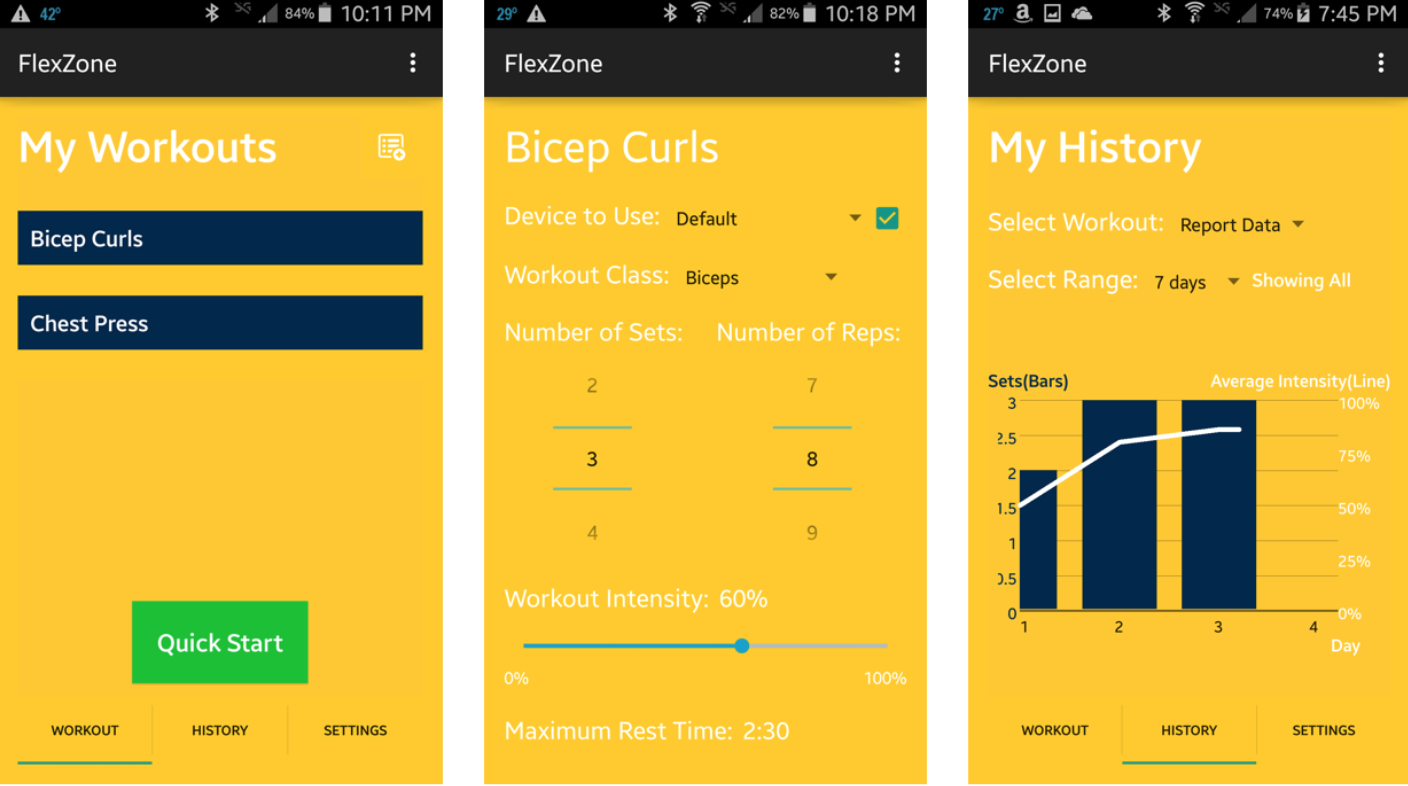 42° 84% 10:11 PM
FlexZone
My Workouts
Bicep Curls
Chest Press
Quick Start
WORKOUT HISTORY SETTINGS
29° 82% 10:18 PM
FlexZone
Bicep Curls
Device to Use: Default
Workout Class: Biceps
Number of Sets: Number of Reps:
2 7
3 8
4 9
Workout Intensity: 60%
0% 100%
Maximum Rest Time: 2:30
27° a 74% 7:45 PM
FlexZone
My History
Select Workout: Report Data
Select Range: 7 days Showing All
Sets(Bars) Average Intensity(Line)
3 100%
2.5
75%
2
1.5 50%
1
25%
0.5
0 0%
1 2 3 4
Day
WORKOUT HISTORY SETTINGS